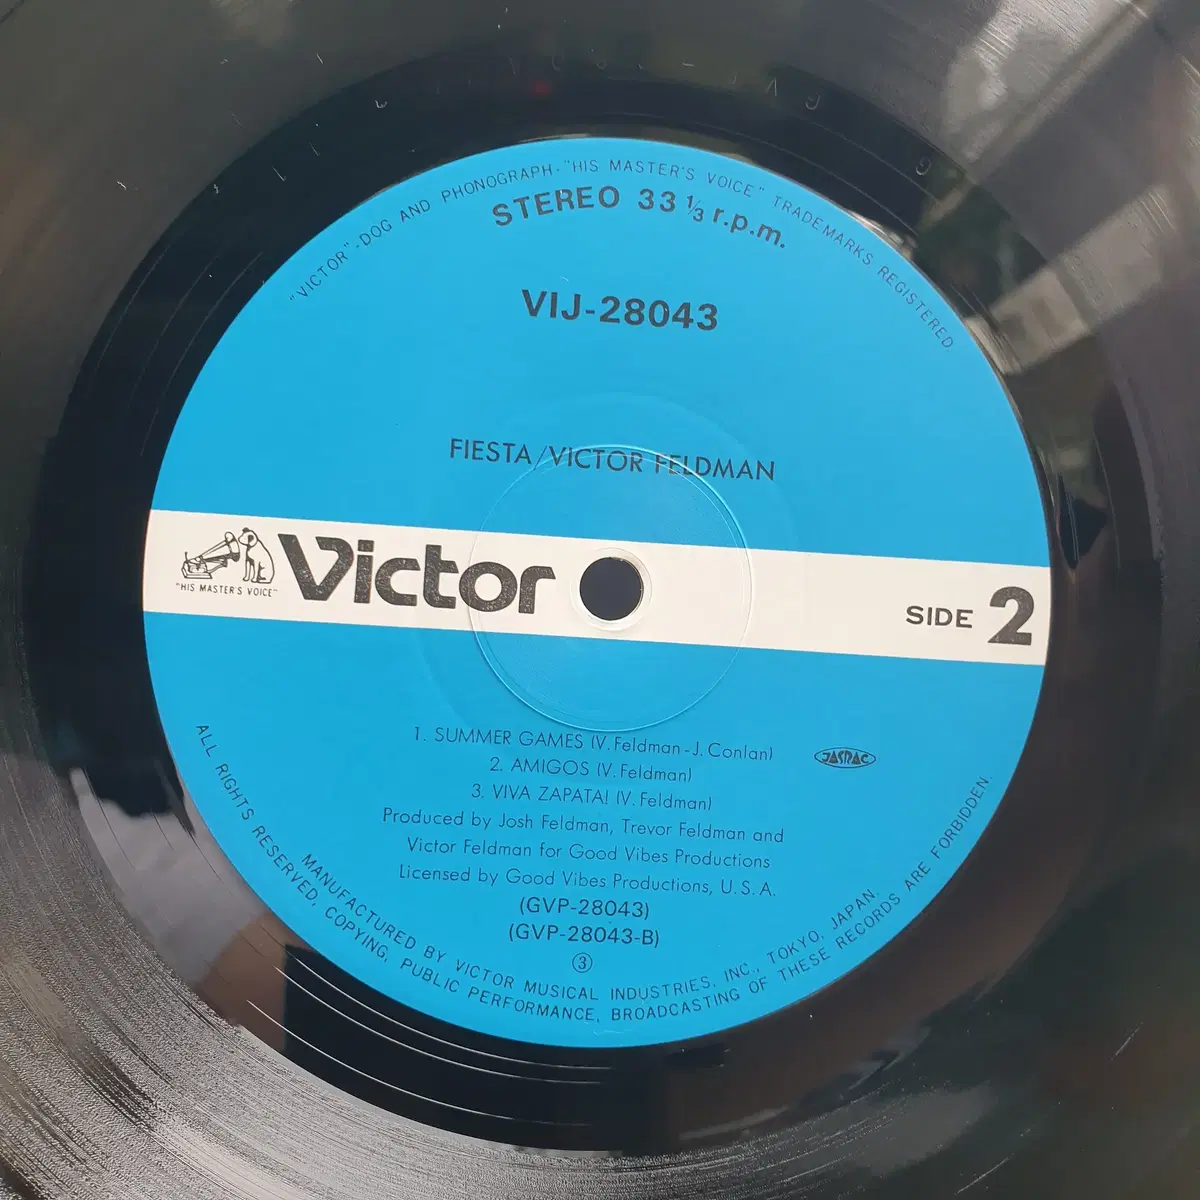 "VICTOR"-DOG AND PHONOGRAPH-"HIS MASTER'S VOICE" TRADEMARKS REGISTERED.
STEREO 33 1/3 r.p.m.
VIJ-28043
FIESTA/VICTOR FELDMAN
"HIS MASTER'S VOICE"
Victor
SIDE 2
1. SUMMER GAMES (V. Feldman-J. Conlan)
2. AMIGOS (V. Feldman)
3. VIVA ZAPATA! (V. Feldman)
JASRAC
Produced by Josh Feldman, Trevor Feldman and
Victor Feldman for Good Vibes Productions
Licensed by Good Vibes Productions, U.S.A.
(GVP-28043)
(GVP-28043-B)
③
MANUFACTURED BY VICTOR MUSICAL INDUSTRIES, INC., TOKYO, JAPAN.
ALL RIGHTS RESERVED. COPYING, PUBLIC PERFORMANCE, BROADCASTING OF THESE RECORDS ARE FORBIDDEN.